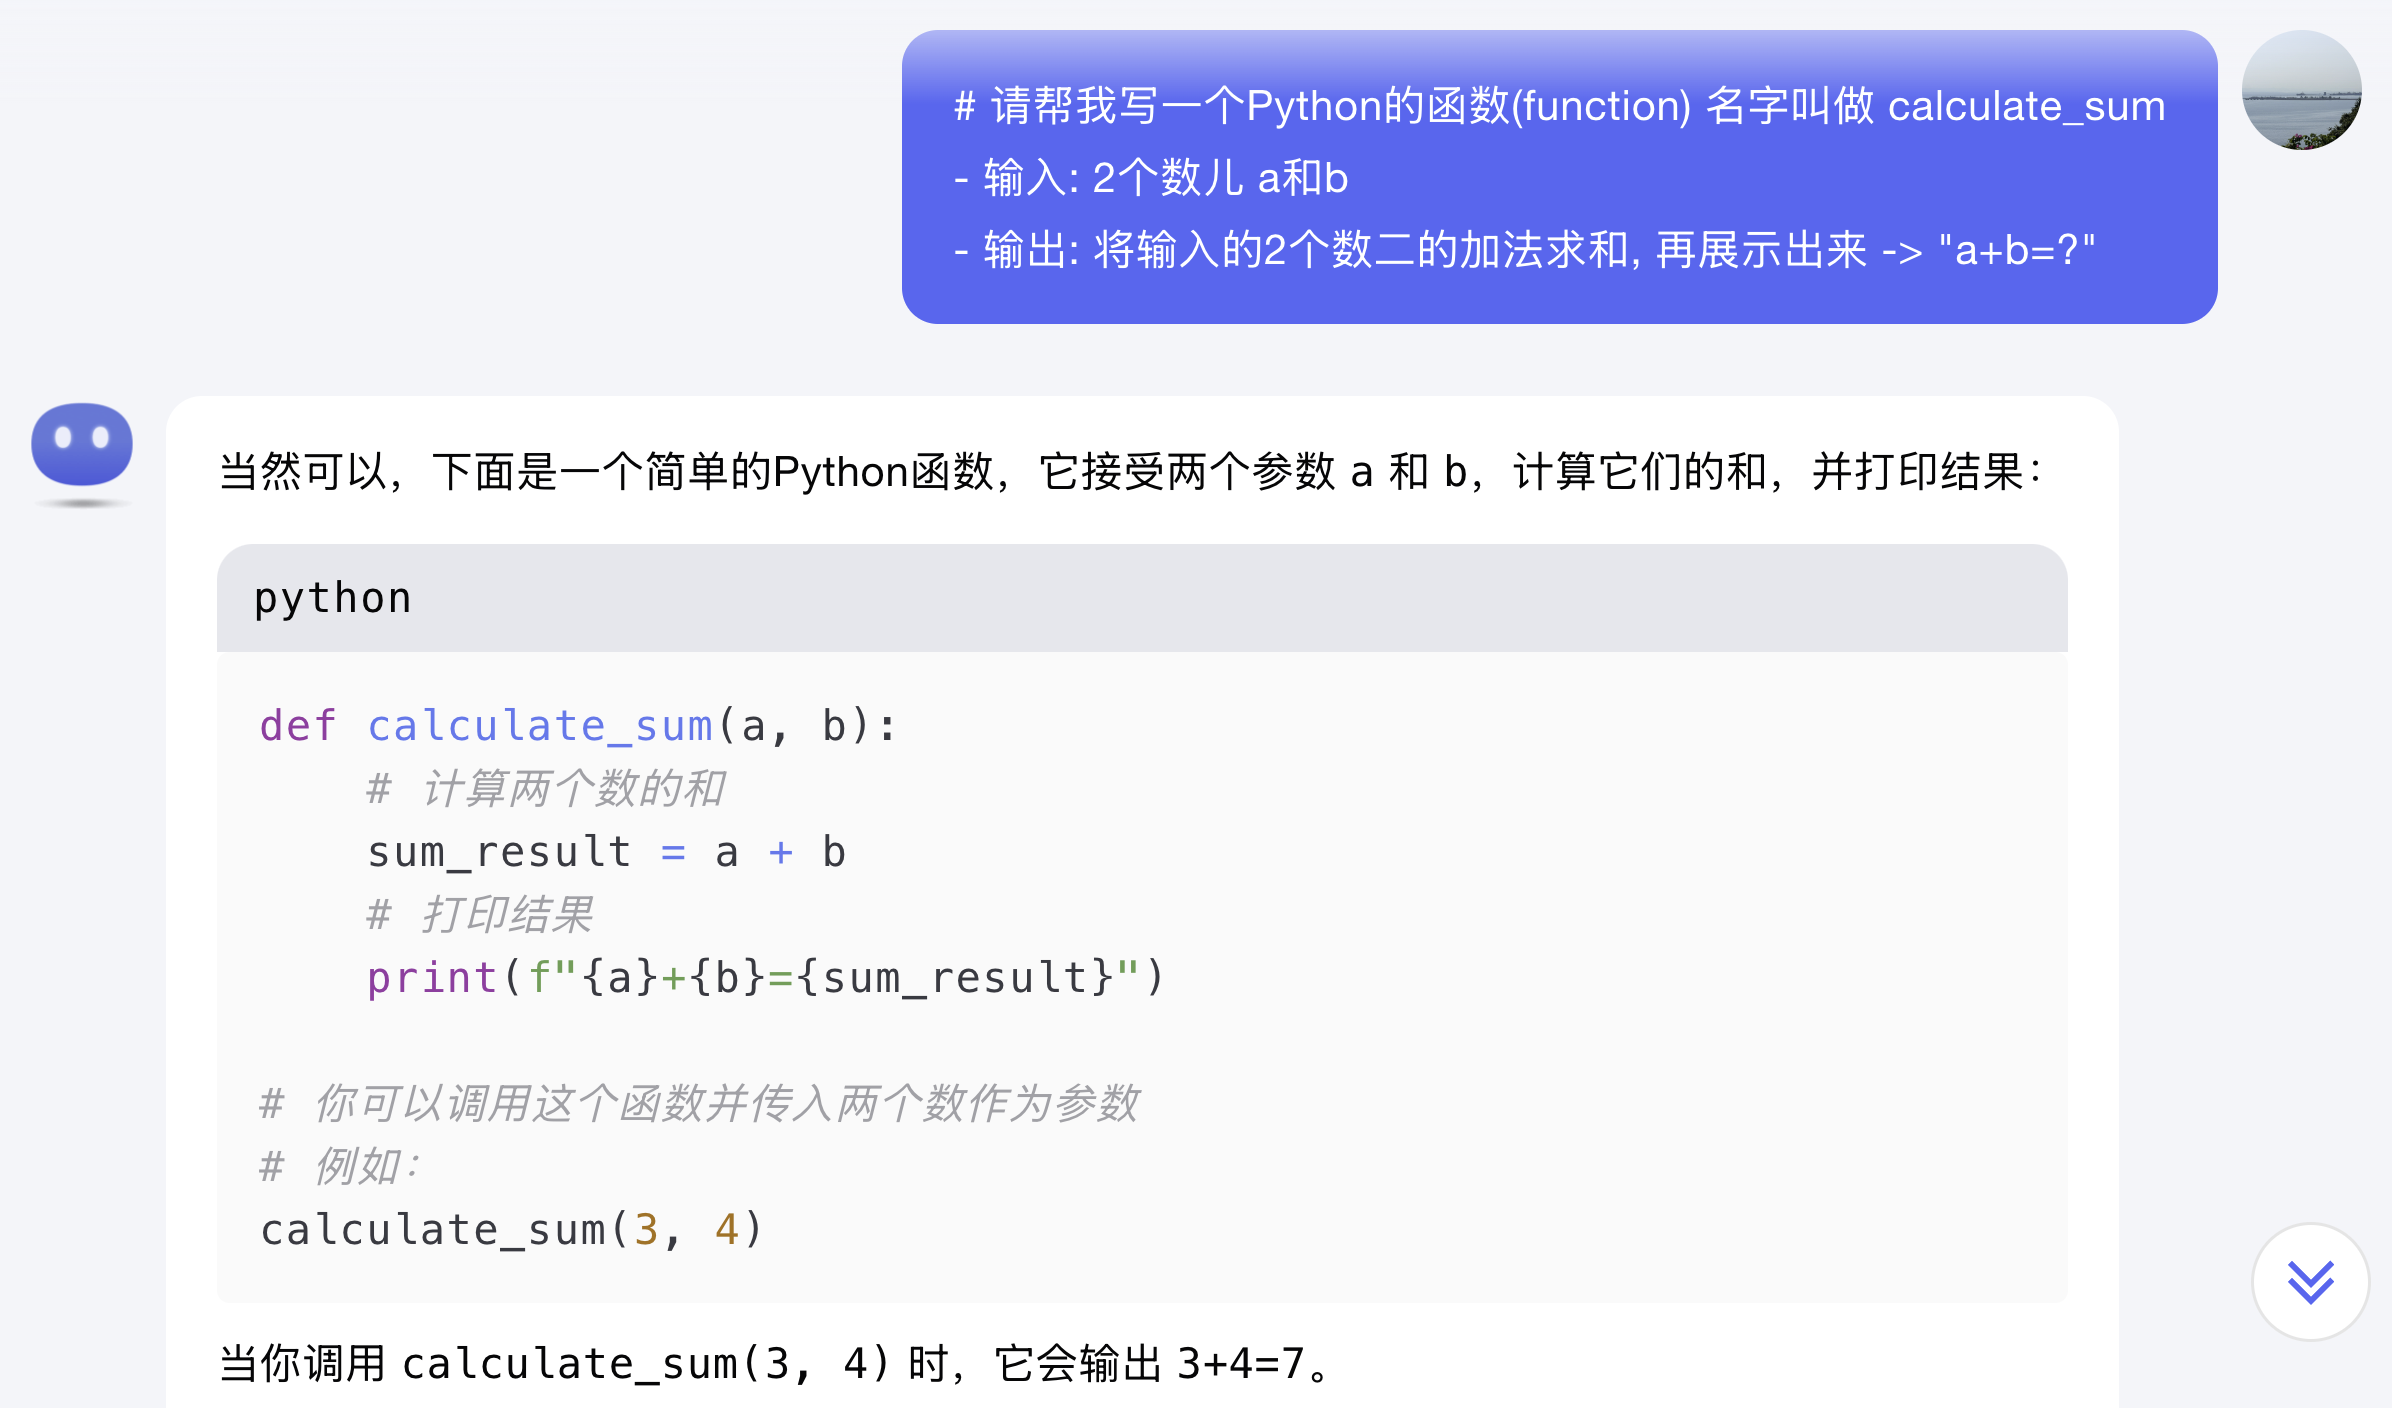 # 请帮我写一个Python的函数(function) 名字叫做 calculate_sum
- 输入: 2个数儿 a和b
- 输出: 将输入的2个数二的加法求和, 再展示出来 -> "a+b=?"
当然可以，下面是一个简单的Python函数，它接受两个参数 a 和 b，计算它们的和，并打印结果：
python
def calculate_sum(a, b):
    # 计算两个数的和
    sum_result = a + b
    # 打印结果
    print(f"{a}+{b}={sum_result}")
# 你可以调用这个函数并传入两个数作为参数
# 例如：
calculate_sum(3, 4)
当你调用 calculate_sum(3, 4) 时，它会输出 3+4=7。